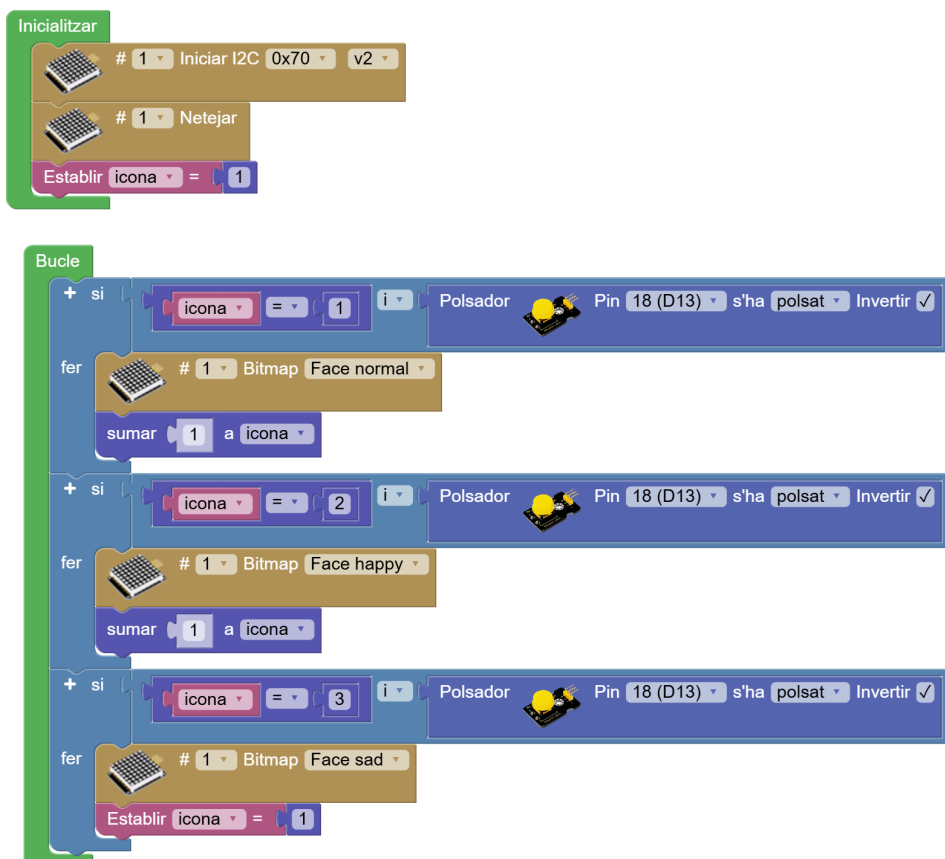 Inicialitzar
# 1 Iniciar I2C 0x70 v2
# 1 Netejar
Establir icona = 1
Bucle
+ si icona = 1 i Polsador Pin 18 (D13) s'ha polsat Invertir ✓
fer # 1 Bitmap Face normal
sumar 1 a icona
+ si icona = 2 i Polsador Pin 18 (D13) s'ha polsat Invertir ✓
fer # 1 Bitmap Face happy
sumar 1 a icona
+ si icona = 3 i Polsador Pin 18 (D13) s'ha polsat Invertir ✓
fer # 1 Bitmap Face sad
Establir icona = 1